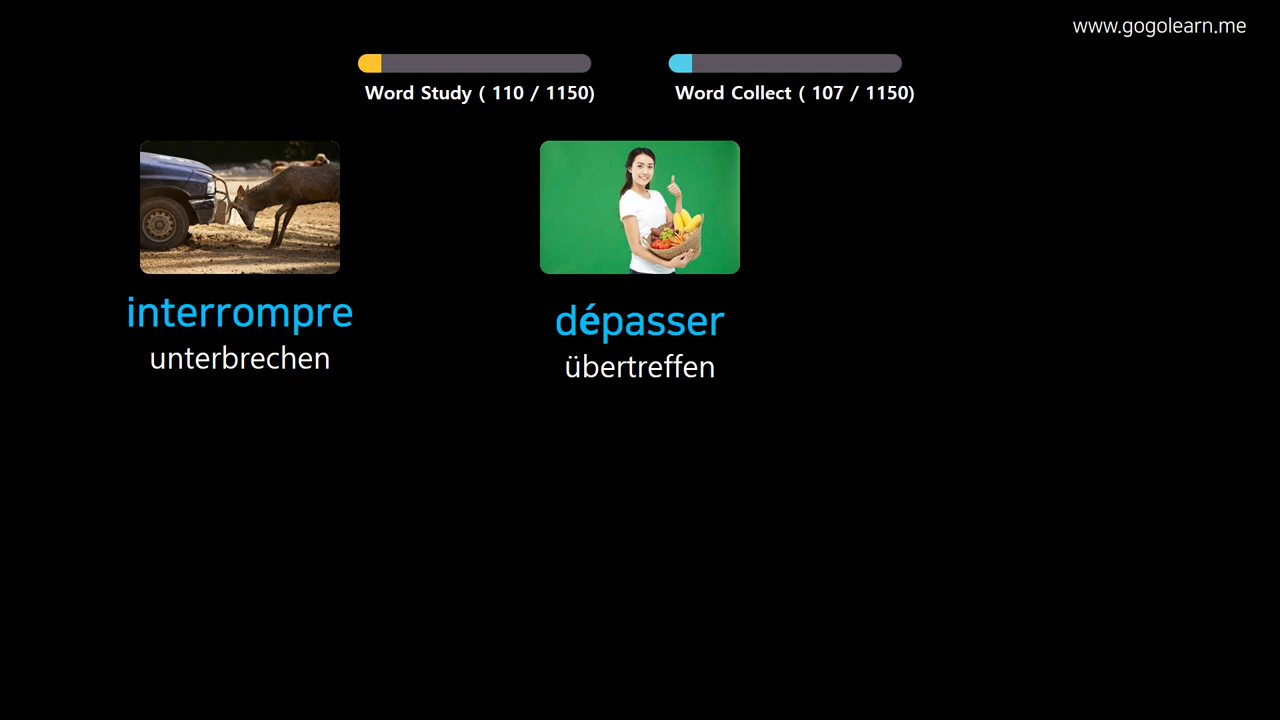 www.gogolearn.me
Word Study ( 110 / 1150)
Word Collect ( 107 / 1150)
interrompre
unterbrechen
dépasser
übertreffen